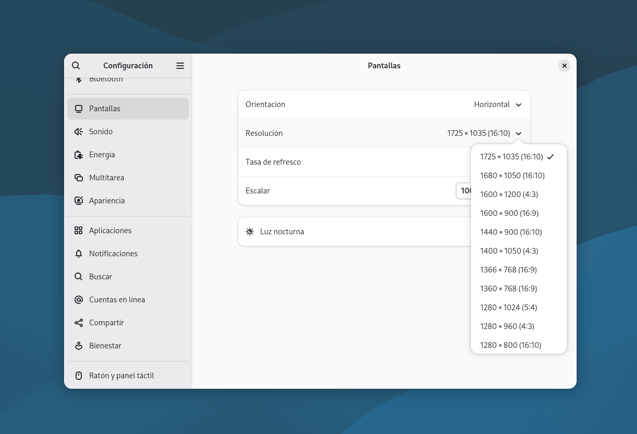 Configuración
Pantallas
Bluetooth
Pantallas
Sonido
Energía
Multitarea
Apariencia
Aplicaciones
Notificaciones
Buscar
Cuentas en línea
Compartir
Bienestar
Ratón y panel táctil
Orientación
Horizontal
Resolución
1725 × 1035 (16:10)
Tasa de refresco
Escalar
Luz nocturna
1725 × 1035 (16:10)
1680 × 1050 (16:10)
1600 × 1200 (4:3)
1600 × 900 (16:9)
1440 × 900 (16:10)
1400 × 1050 (4:3)
1366 × 768 (16:9)
1360 × 768 (16:9)
1280 × 1024 (5:4)
1280 × 960 (4:3)
1280 × 800 (16:10)